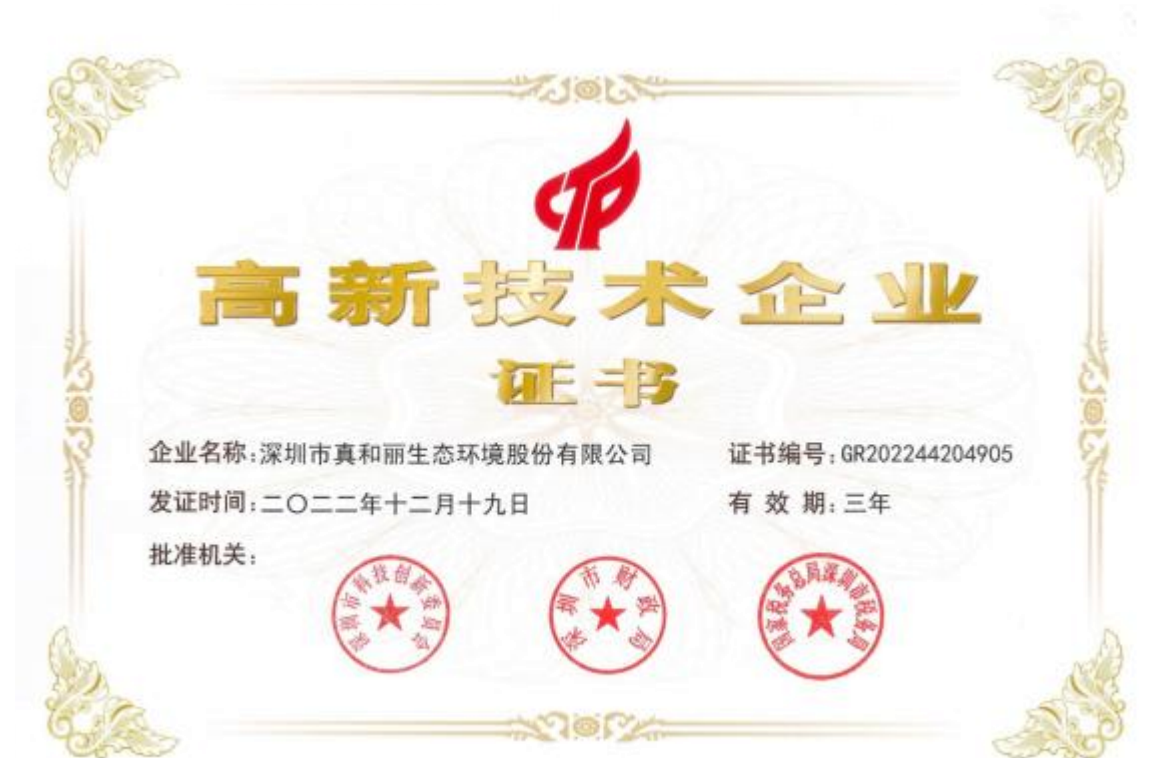 高新技术企业
证书
企业名称:深圳市真和丽生态环境股份有限公司 证书编号:GR202244204905
发证时间:二〇二二年十二月十九日 有效期:三年
批准机关:
深圳市科技创新委员会
深圳市财政局
国家税务总局深圳市税务局